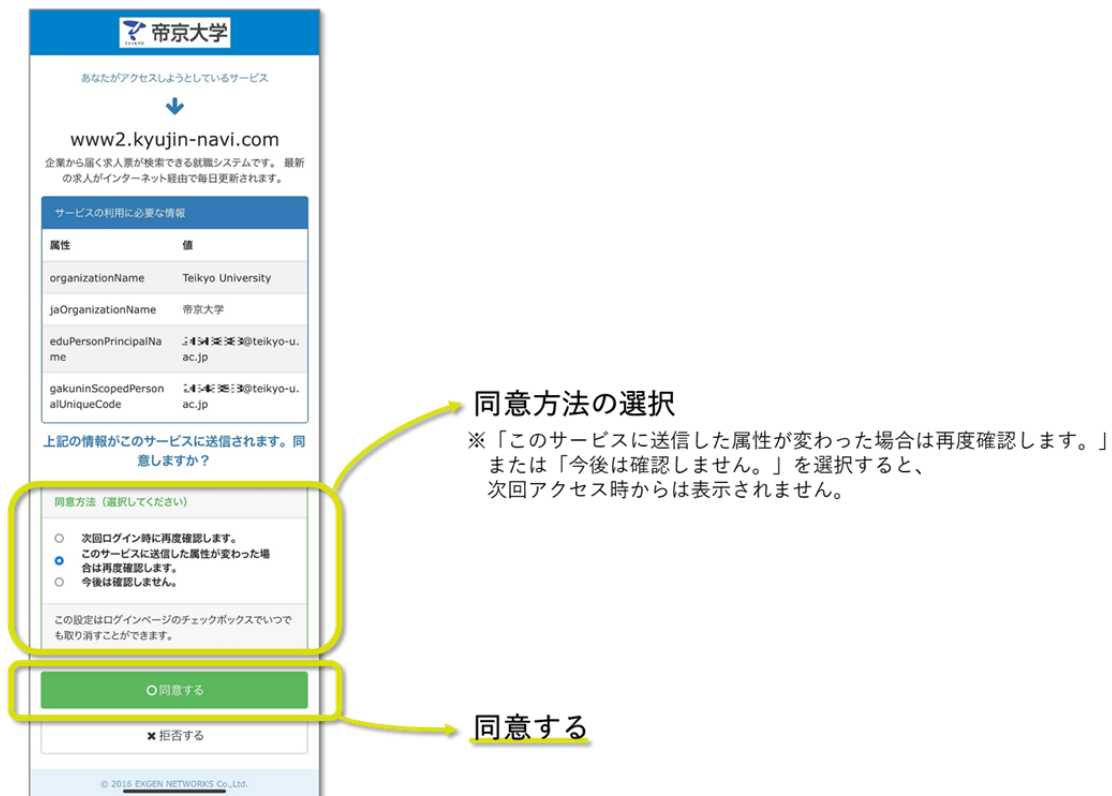 TEIKYO 帝京大学
あなたがアクセスしようとしているサービス
www2.kyujin-navi.com
企業から届く求人票が検索できる就職システムです。 最新
の求人がインターネット経由で毎日更新されます。
サービスの利用に必要な情報
属性 値
organizationName Teikyo University
jaOrganizationName 帝京大学
eduPersonPrincipalNa @teikyo-u.
me ac.jp
gakuninScopedPerson @teikyo-u.
alUniqueCode ac.jp
上記の情報がこのサービスに送信されます。同
意しますか？
同意方法（選択してください）
次回ログイン時に再度確認します。
このサービスに送信した属性が変わった場
合は再度確認します。
今後は確認しません。
この設定はログインページのチェックボックスでいつで
も取り消すことができます。
同意する
拒否する
© 2016 EXGEN NETWORKS Co.,Ltd.
同意方法の選択
※「このサービスに送信した属性が変わった場合は再度確認します。」
または「今後は確認しません。」を選択すると、
次回アクセス時からは表示されません。
同意する